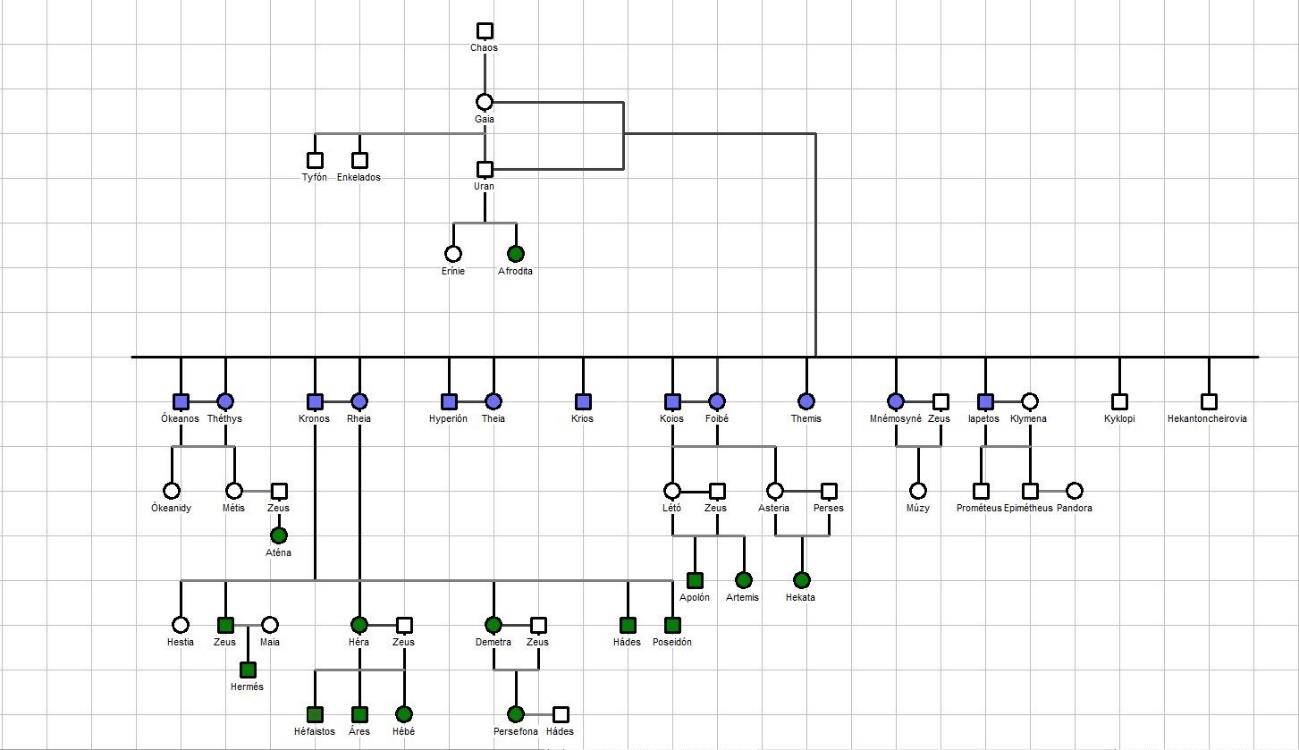 Chaos
Gaia
Tyfón Enkelados
Uran
Erínie Afrodita
Ókeanos Théthys Kronos Rheia Hyperión Theia Krios Koios Foibé Themis Mnémosyné Zeus Iapetos Klymena Kyklopi Hekantoncheirovia
Ókeanidy Métis Zeus Létó Zeus Asteria Perses Múzy Prométeus Epimétheus Pandora
Aténa
Apolón Artemis Hekata
Hestia Zeus Maia Héra Zeus Demetra Zeus Hádes Poseidón
Hermés
Héfaistos Áres Hébé Persefona Hádes